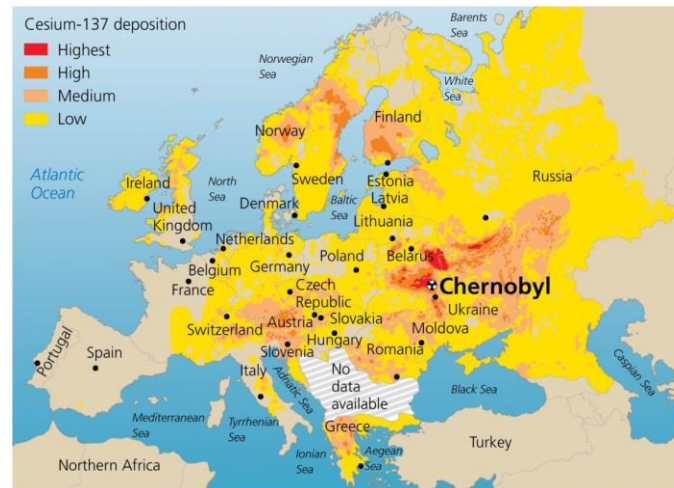 Cesium-137 deposition
Highest
High
Medium
Low
Barents
Sea
Norwegian
Sea
White
Sea
Finland
Norway
Russia
Atlantic
Ocean
Ireland
North
Sea
Sweden
Estonia
Latvia
United
Kingdom
Denmark
Baltic
Sea
Lithuania
Netherlands
Belarus
Poland
Germany
Belgium
Chernobyl
Czech
Republic
France
Ukraine
Switzerland
Austria
Slovakia
Moldova
Hungary
Slovenia
Romania
Portugal
Spain
Italy
Adriatic Sea
No
data
available
Black Sea
Caspian Sea
Mediterranean
Sea
Tyrrhenian
Sea
Greece
Turkey
Ionian
Sea
Aegean
Sea
Northern Africa